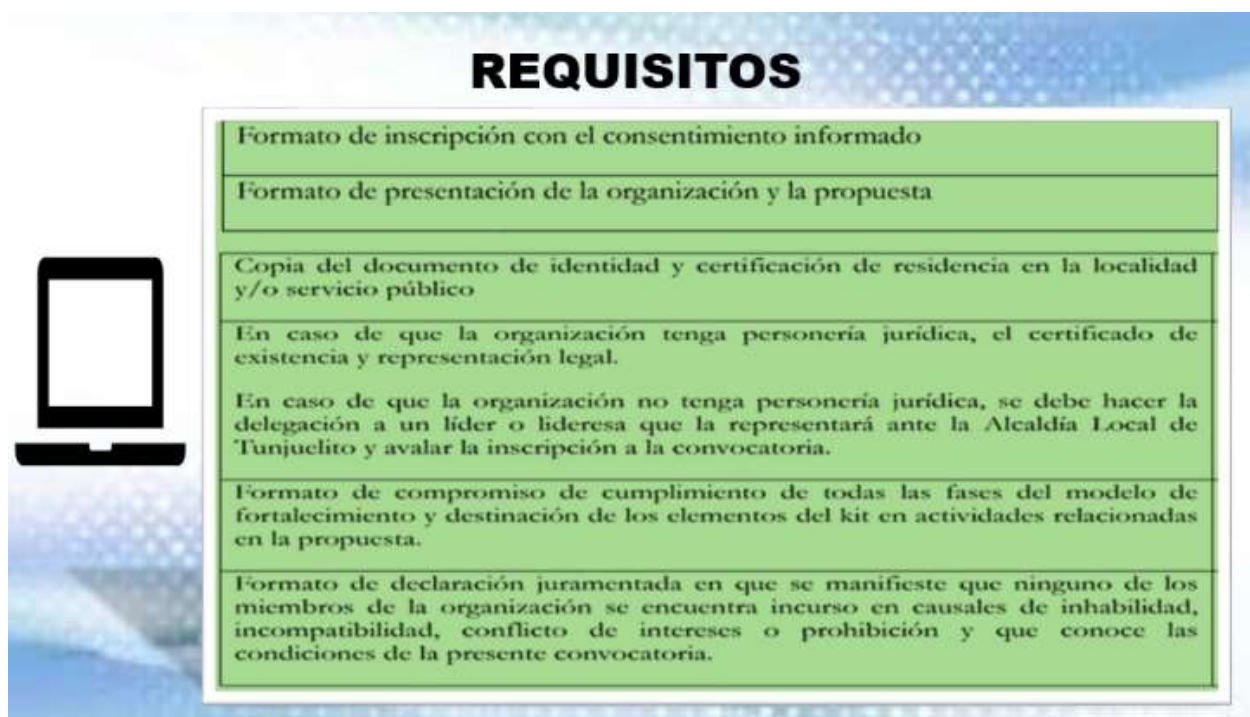 REQUISITOS
Formato de inscripción con el consentimiento informado
Formato de presentación de la organización y la propuesta
Copia del documento de identidad y certificación de residencia en la localidad
y/o servicio público
En caso de que la organización tenga personería jurídica, el certificado de
existencia y representación legal.
En caso de que la organización no tenga personería jurídica, se debe hacer la
delegación a un líder o lideresa que la representará ante la Alcaldía Local de
Tunjuelito y avalar la inscripción a la convocatoria.
Formato de compromiso de cumplimiento de todas las fases del modelo de
fortalecimiento y destinación de los elementos del kit en actividades relacionadas
en la propuesta.
Formato de declaración juramentada en que se manifieste que ninguno de los
miembros de la organización se encuentra incurso en causales de inhabilidad,
incompatibilidad, conflicto de intereses o prohibición y que conoce las
condiciones de la presente convocatoria.